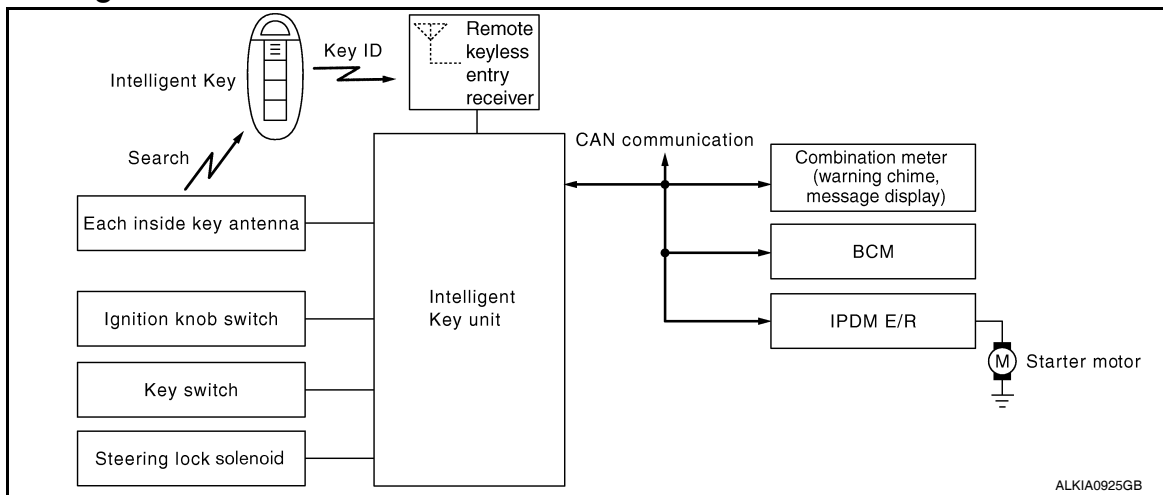 Remote
keyless
entry
receiver
Key ID
Intelligent Key
Search
CAN communication
Combination meter
(warning chime,
message display)
Each inside key antenna
BCM
Intelligent
Key unit
Ignition knob switch
IPDM E/R
M
Starter motor
Key switch
Steering lock solenoid
ALKIA0925GB